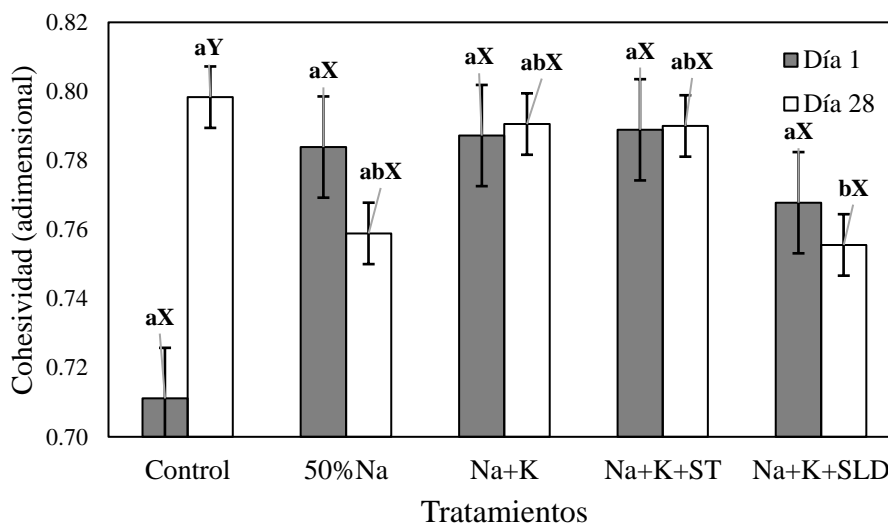 0.82
0.80
0.78
0.76
0.74
0.72
0.70
Cohesividad (adimensional)
aX
aY
aX
abX
aX
abX
aX
abX
aX
bX
Día 1
Día 28
Control
50%Na
Na+K
Na+K+ST
Na+K+SLD
Tratamientos